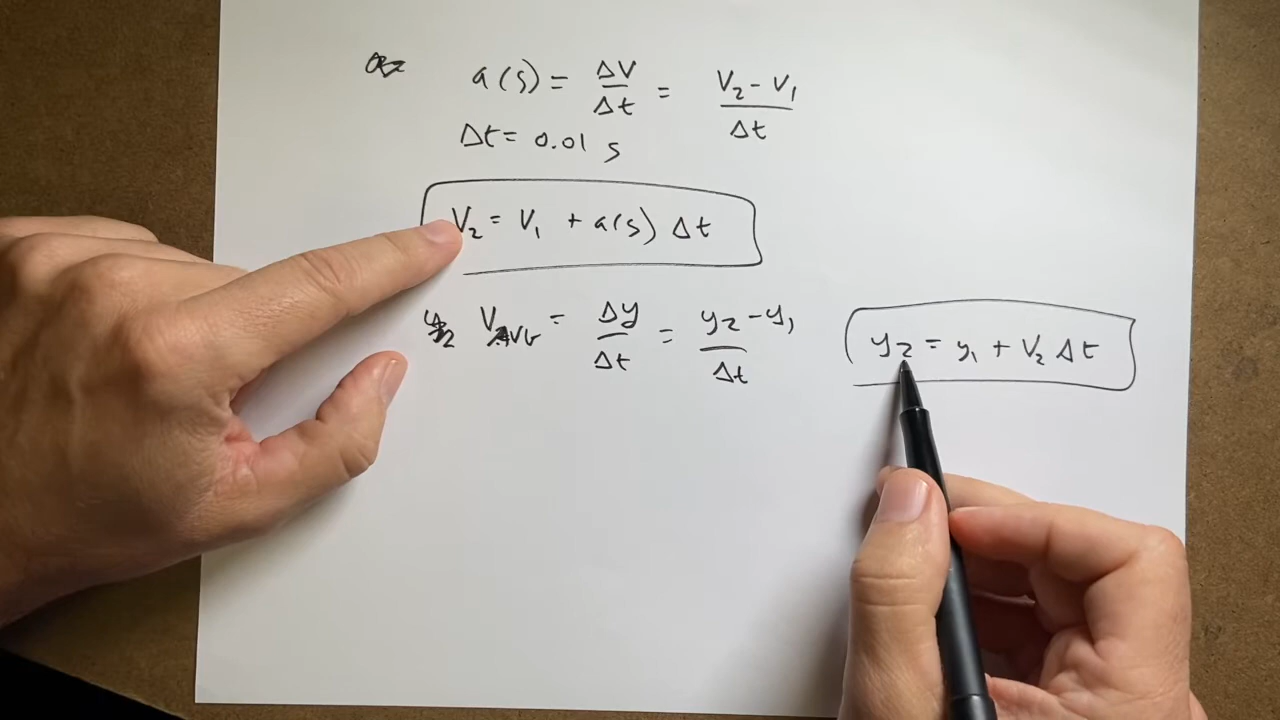 a(s) = ΔV/Δt = V₂ - V₁/Δt
Δt = 0.01 s
V₂ = V₁ + a(s) Δt
V_AVG = Δy/Δt = y₂ - y₁/Δt
y₂ = y₁ + V₂ Δt